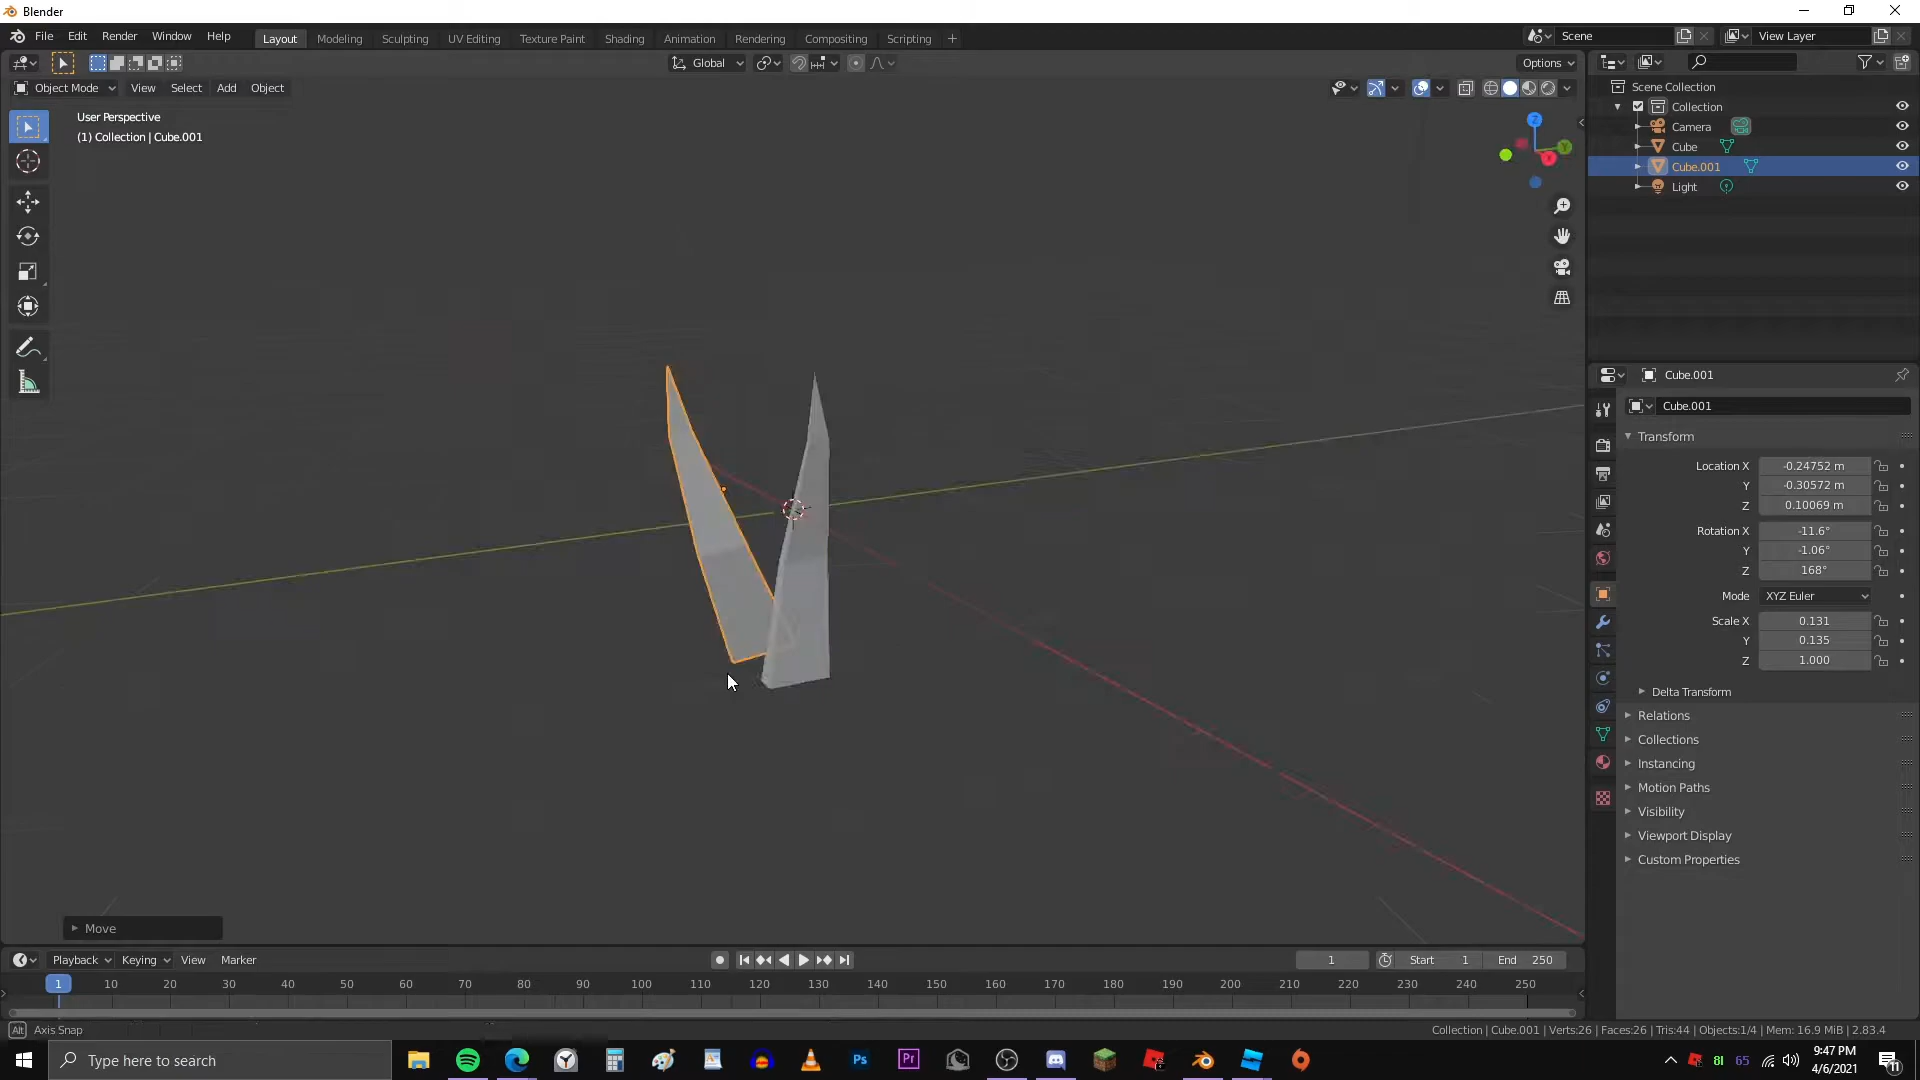 Blender
File Edit Render Window Help
Layout Modeling Sculpting UV Editing Texture Paint Shading Animation Rendering Compositing Scripting +
Scene
View Layer
Global
Options
Object Mode View Select Add Object
User Perspective
(1) Collection | Cube.001
Z
Y
X
Scene Collection
Collection
Camera
Cube
Cube.001
Light
Cube.001
Cube.001
Transform
Location X -0.24752 m
Y -0.30572 m
Z 0.10069 m
Rotation X -11.6°
Y -1.06°
Z 168°
Mode XYZ Euler
Scale X 0.131
Y 0.135
Z 1.000
Delta Transform
Relations
Collections
Instancing
Motion Paths
Visibility
Viewport Display
Custom Properties
Move
Playback Keying View Marker
1
Start 1
End 250
1 10 20 30 40 50 60 70 80 90 100 110 120 130 140 150 160 170 180 190 200 210 220 230 240 250
Alt Axis Snap
Collection | Cube.001 | Verts:26 | Faces:26 | Tris:44 | Objects:1/4 | Mem: 16.9 MiB | 2.83.4
Type here to search
Ps
Pr
81 65
9:47 PM
4/6/2021
11